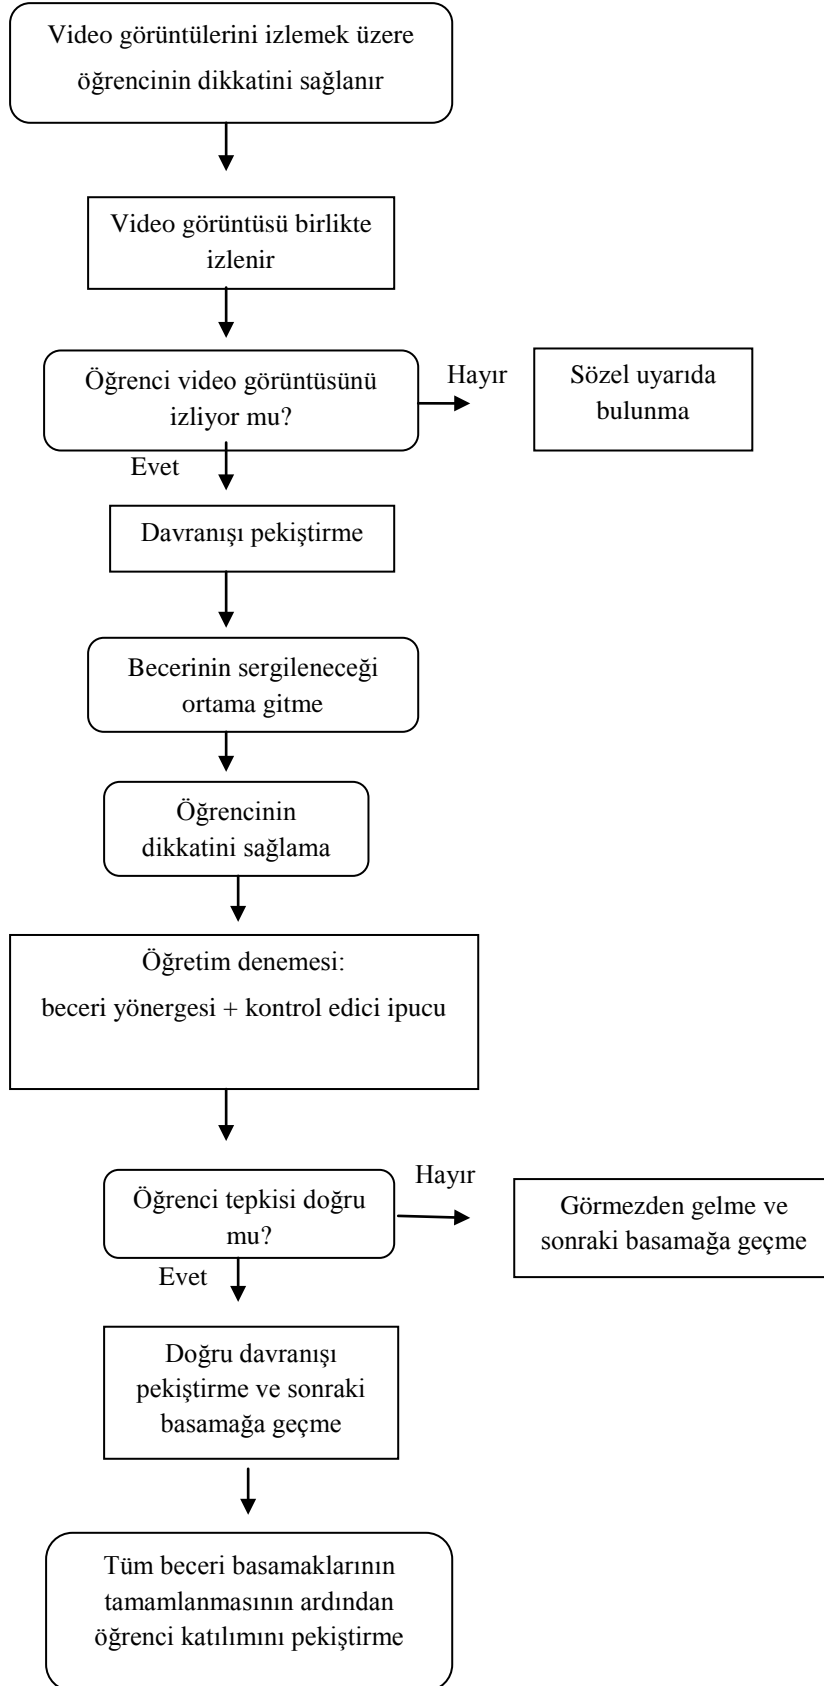 Video görüntülerini izlemek üzere
öğrencinin dikkatini sağlanır
Video görüntüsü birlikte
izlenir
Öğrenci video görüntüsünü
izliyor mu?
Hayır
Sözel uyarıda
bulunma
Evet
Davranışı pekiştirme
Becerinin sergileneceği
ortama gitme
Öğrencinin
dikkatini sağlama
Öğretim denemesi:
beceri yönergesi + kontrol edici ipucu
Öğrenci tepkisi doğru
mu?
Hayır
Görmezden gelme ve
sonraki basamağa geçme
Evet
Doğru davranışı
pekiştirme ve sonraki
basamağa geçme
Tüm beceri basamaklarının
tamamlanmasının ardından
öğrenci katılımını pekiştirme